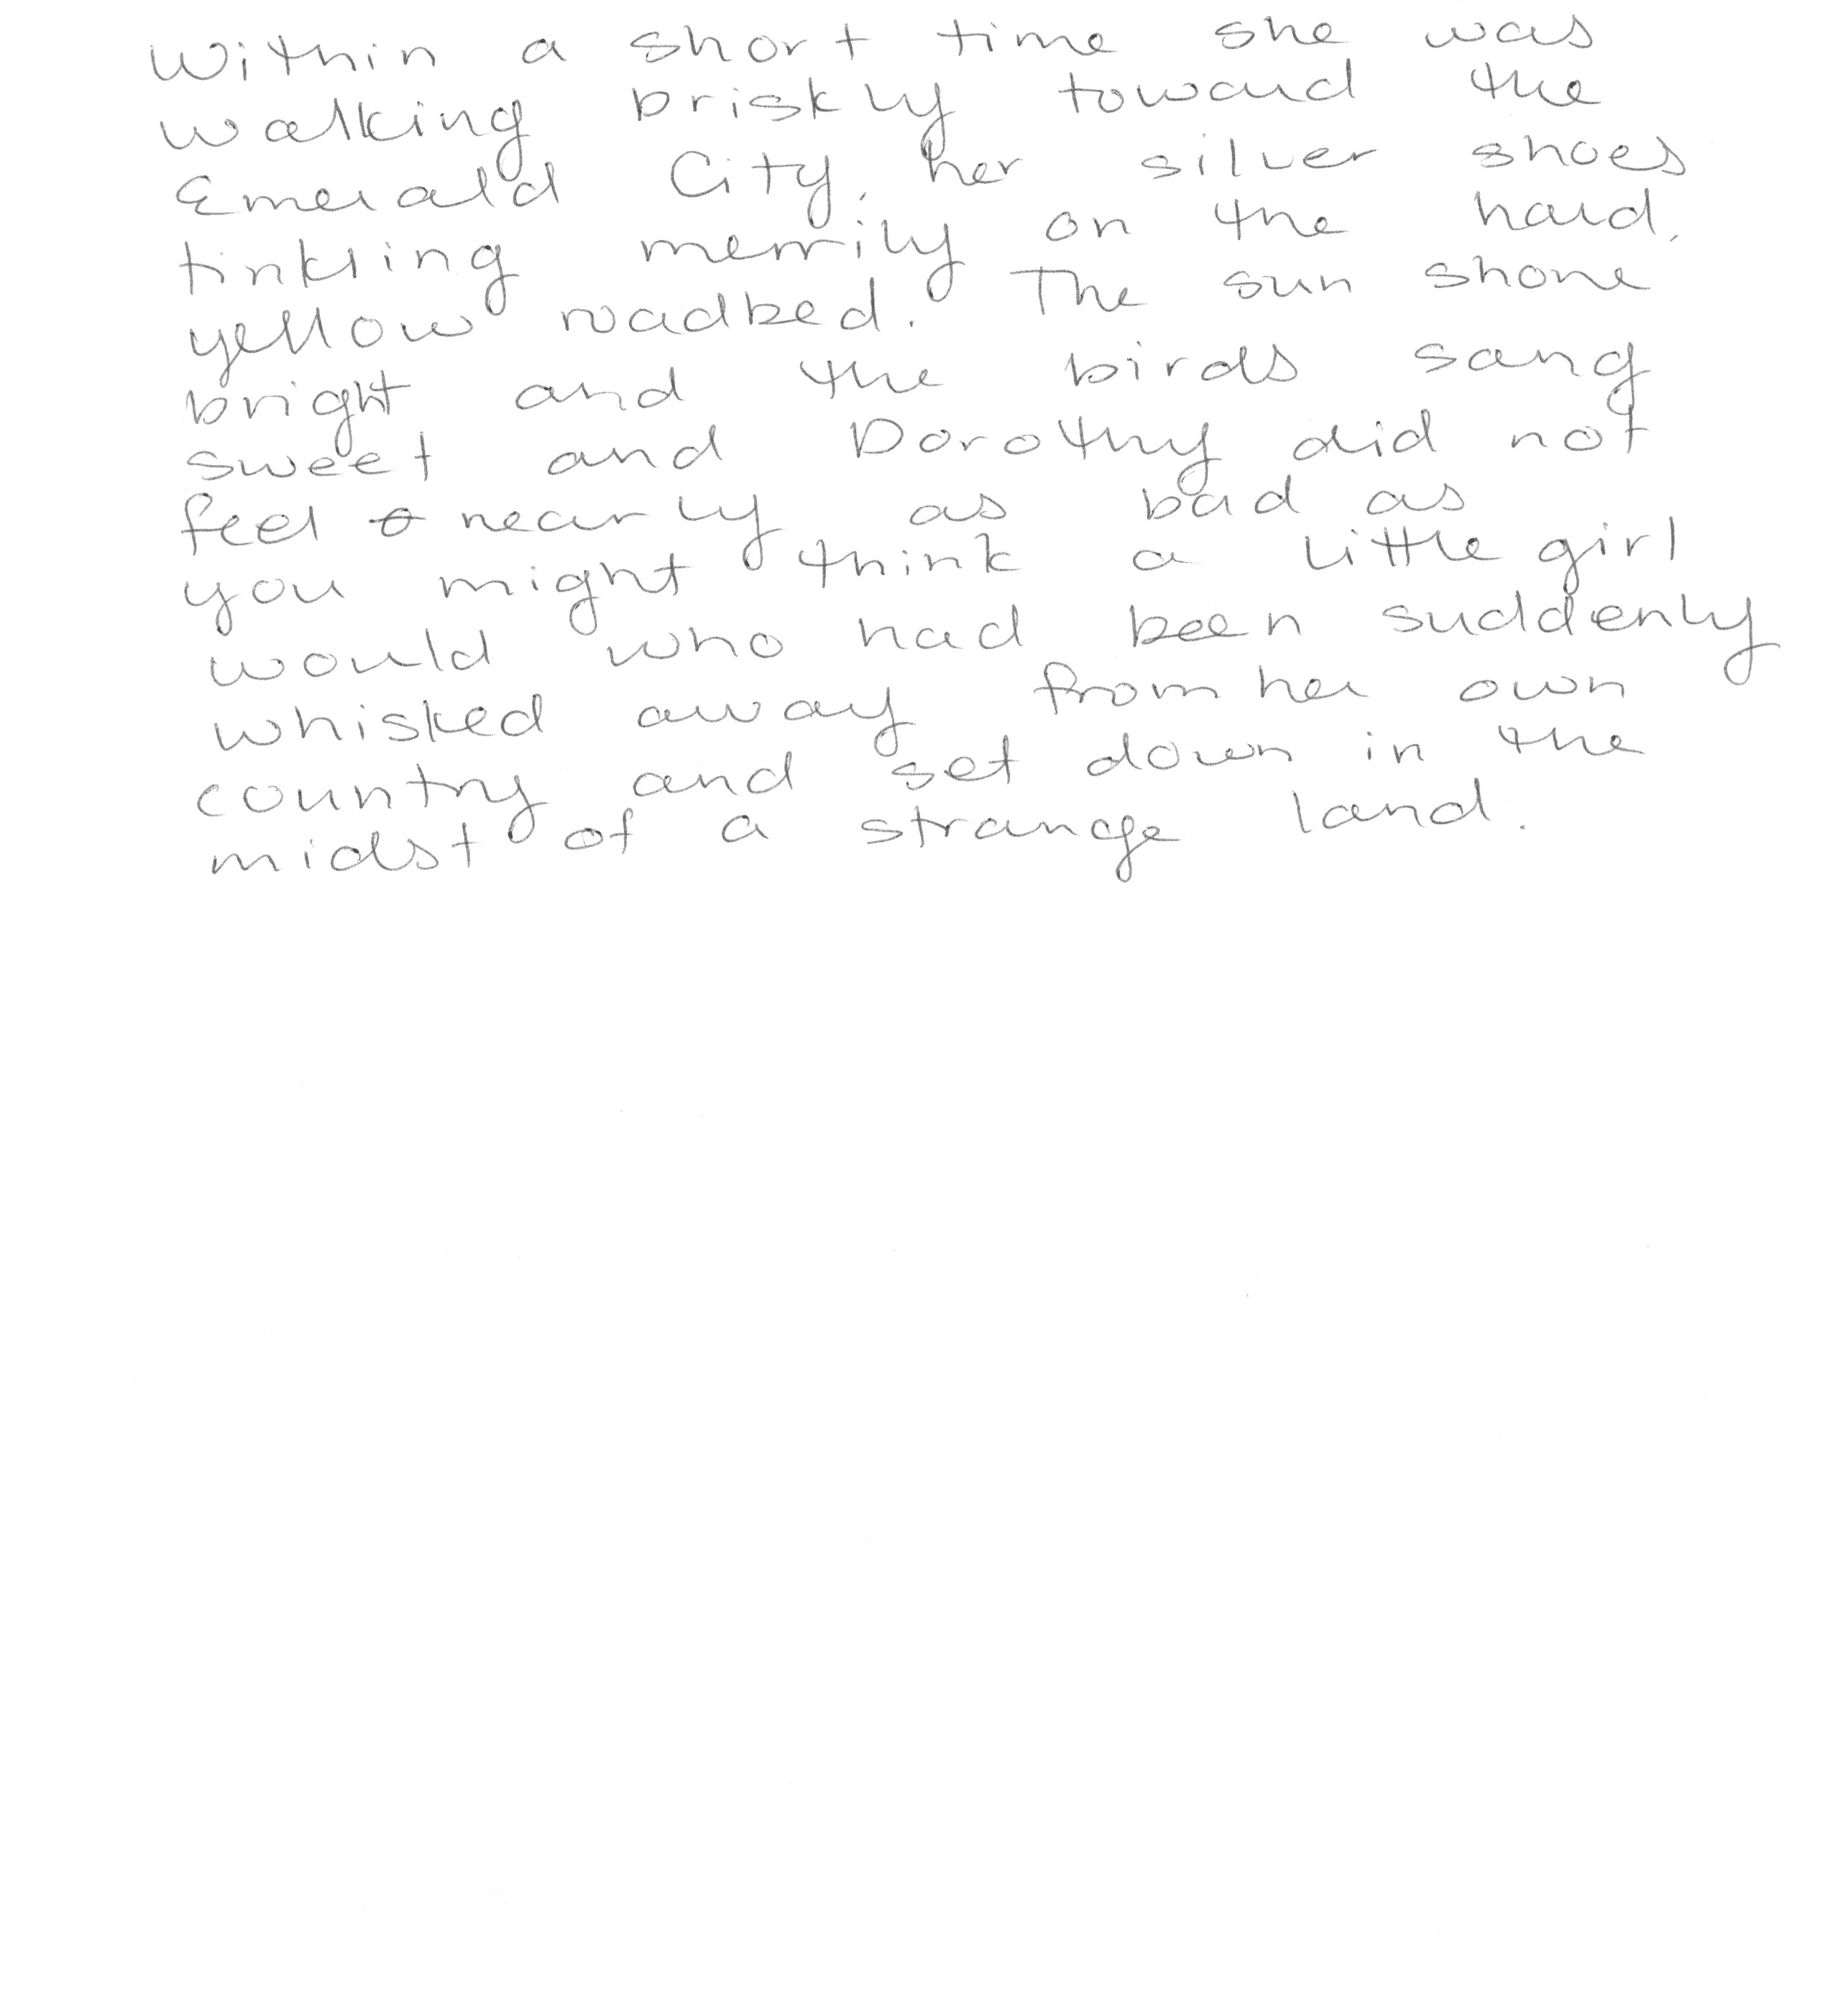 Within a short time she was
walking briskly toward the
Emerald City, her silver shoes
tinkling merrily on the hard,
yellow roadbed. The sun shone
bright and the birds sang
sweet and Dorothy did not
feel nearly as bad as
you might think a little girl
would who had been suddenly
whisked away from her own
country and set down in the
midst of a strange land.